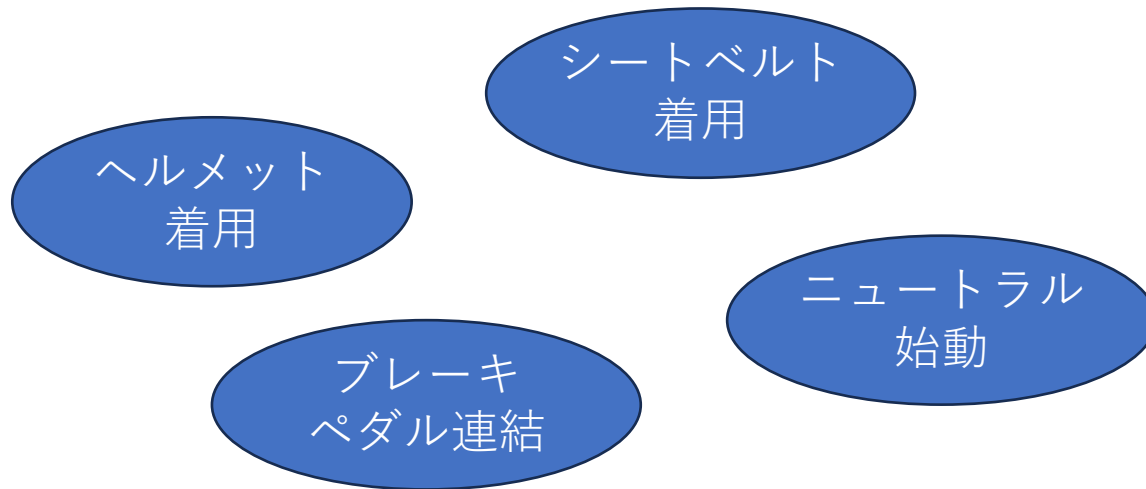 シートベルト
着用
ヘルメット
着用
ニュートラル
始動
ブレーキ
ペダル連結